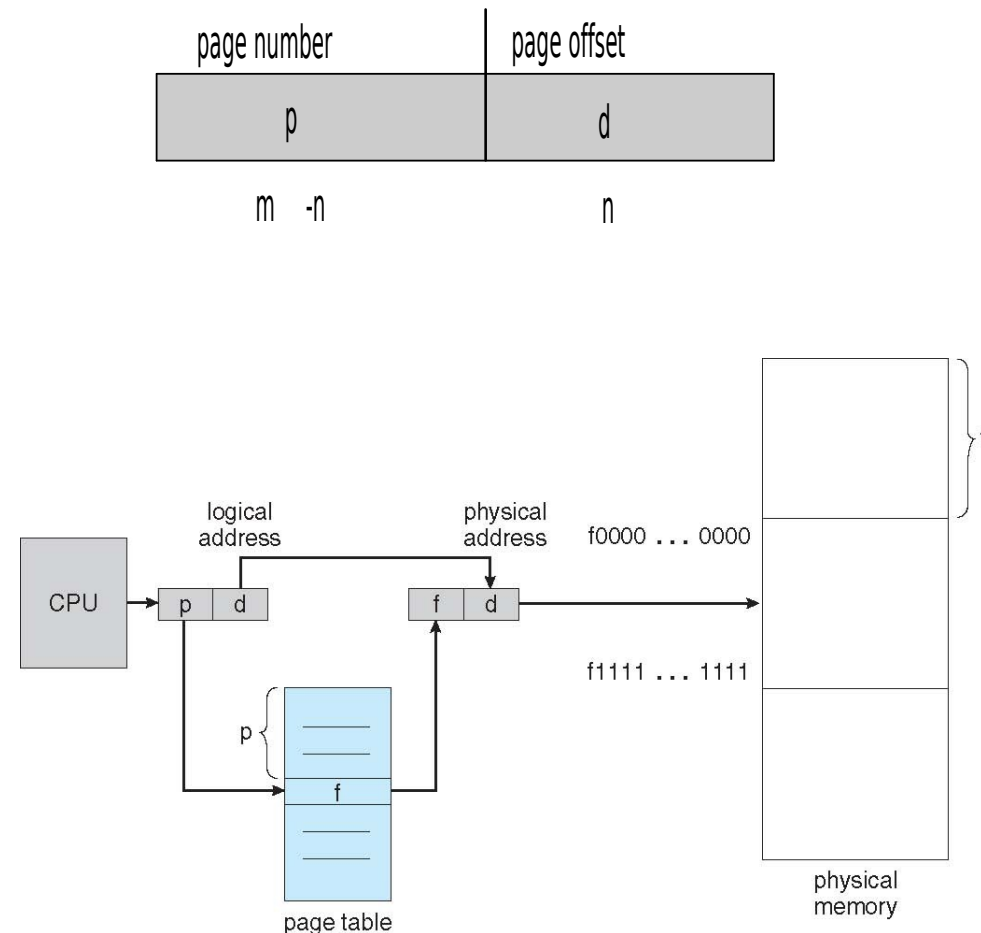 page number
page offset
p
d
m -n
n
logical
address
physical
address
f0000 ... 0000
CPU
p d
f d
f1111 ... 1111
p
f
page table
physical
memory